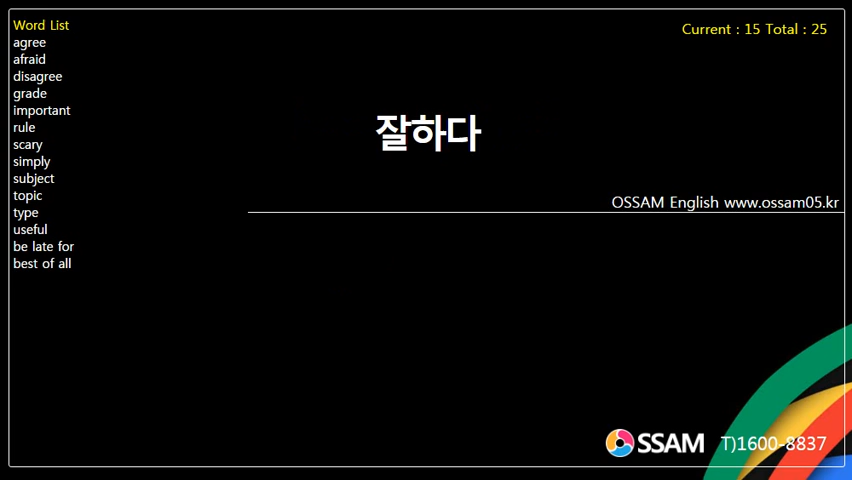 Word List
agree
afraid
disagree
grade
important
rule
scary
simply
subject
topic
type
useful
be late for
best of all
Current : 15 Total : 25
잘하다
OSSAM English www.ossam05.kr
OSSAM T)1600-8837